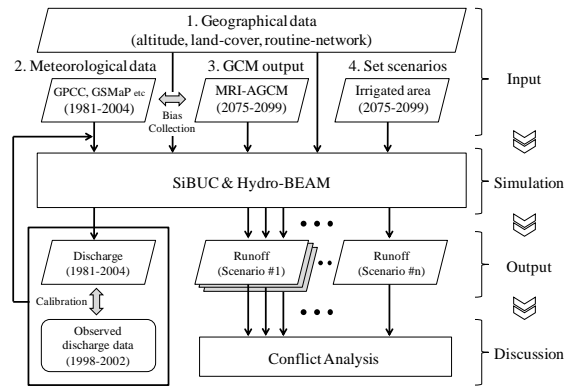 1. Geographical data
(altitude, land-cover, routine-network)
2. Meteorological data
3. GCM output
4. Set scenarios
Input
GPCC, GSMaP etc
(1981-2004)
Bias
Collection
MRI-AGCM
(2075-2099)
Irrigated area
(2075-2099)
SiBUC & Hydro-BEAM
Simulation
Discharge
(1981-2004)
Runoff
(Scenario #1)
Runoff
(Scenario #n)
Output
Calibration
Observed
discharge data
(1998-2002)
Conflict Analysis
Discussion